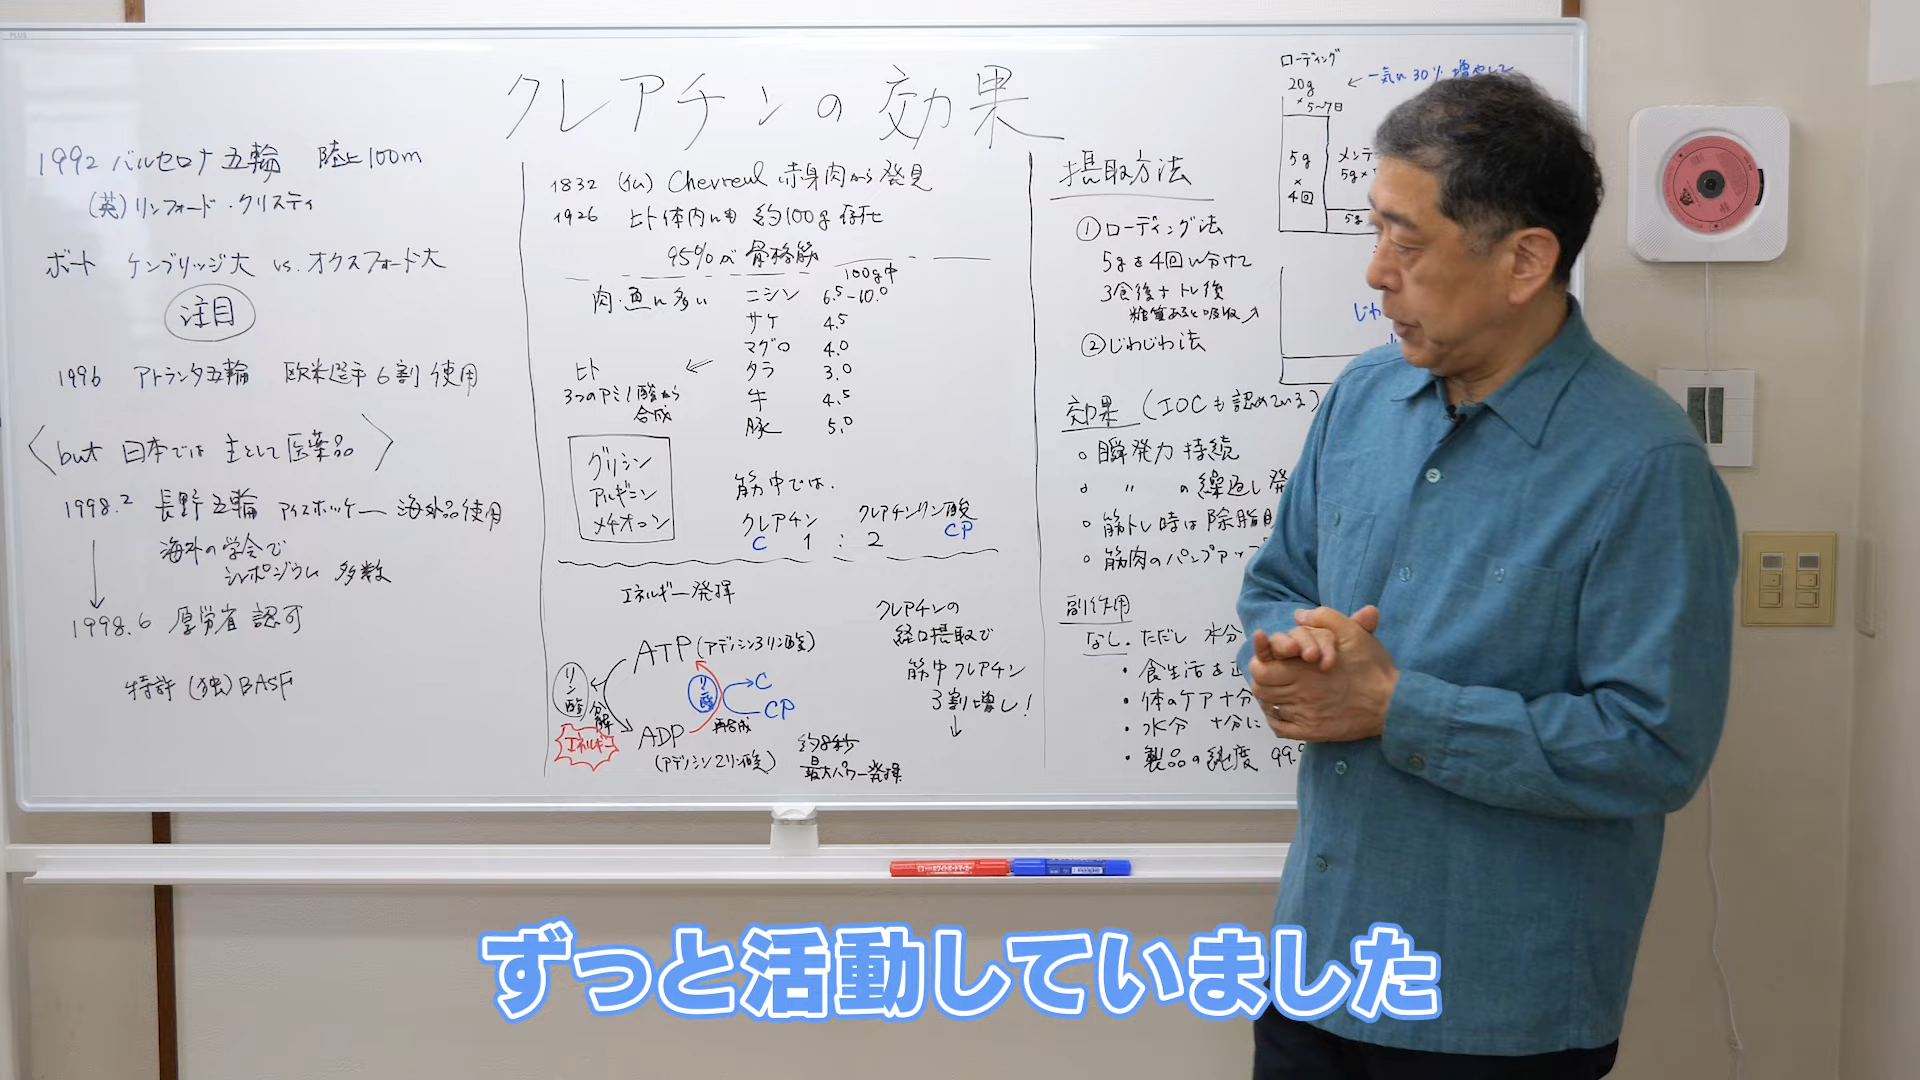 PLUS
クレアチンの効果
1992 バルセロナ五輪 陸上100m
(英)リンフォード・クリスティ
ボート ケンブリッジ大 vs.オクスフォード大
注目
1996 アトランタ五輪 欧米選手6割使用
〈but 日本では主として医薬品〉
1998.2 長野五輪 アイスホッケー 海外品使用
海外の学会で
シンポジウム 多数
1998.6 厚労省 認可
特許(独)BASF
1832 (仏) Chevreul 赤身肉から発見
1926 ヒト体内にも 約100g存在
95%が骨格筋
100g中
肉・魚に多い ニシン 6.5-10.0
サケ 4.5
マグロ 4.0
タラ 3.0
牛 4.5
豚 5.0
ヒト
3つのアミノ酸から
合成
グリシン
アルギニン
メチオニン
筋中では、
クレアチン クレアチンリン酸
C 1 : 2 CP
エネルギー発揮
ATP(アデノシン3リン酸)
リン酸
分解
エネルギー
リン酸
C
CP
再合成
ADP
(アデノシン2リン酸)
約8秒
最大パワー発揮
クレアチンの
経口摂取で
筋中クレアチン
3割増し!
↓
摂取方法
①ローディング法
5gを4回に分けて
3食後+トレ後
糖質あると吸収↗
②じわじわ法
ローディング
20g ← 一気に30%増やして
×5~7日
5g
×
4回
メンテ
5g×
5g
じわ
効果 (IOCも認めている)
○ 瞬発力 持続
○ 〃 の繰返し発
○ 筋トレ時は除脂肪
○ 筋肉のパンプアップ
副作用
なし.ただし 水分
・食生活を正
・体のケア十分
・水分 十分に
・製品の純度 99.9
ずっと活動していました